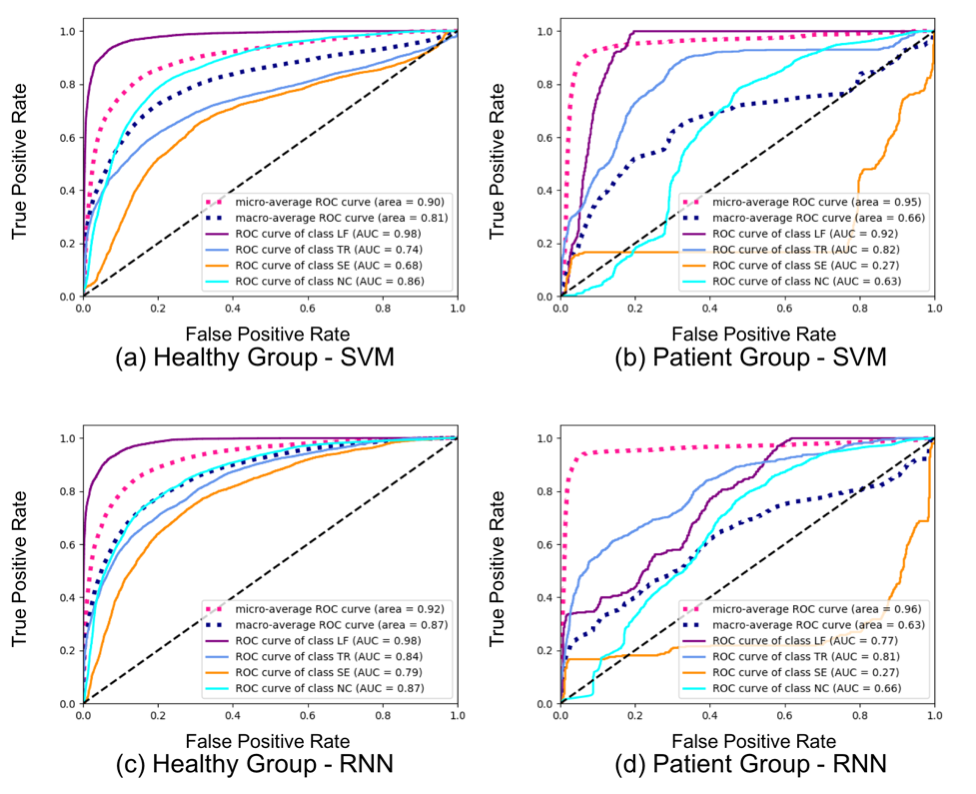 1.0
0.8
0.6
0.4
0.2
0.0
True Positive Rate
micro-average ROC curve (area = 0.90)
macro-average ROC curve (area = 0.81)
ROC curve of class LF (AUC = 0.98)
ROC curve of class TR (AUC = 0.74)
ROC curve of class SE (AUC = 0.68)
ROC curve of class NC (AUC = 0.86)
0.0 0.2 0.4 0.6 0.8 1.0
False Positive Rate
(a) Healthy Group - SVM
1.0
0.8
0.6
0.4
0.2
0.0
True Positive Rate
micro-average ROC curve (area = 0.95)
macro-average ROC curve (area = 0.66)
ROC curve of class LF (AUC = 0.92)
ROC curve of class TR (AUC = 0.82)
ROC curve of class SE (AUC = 0.27)
ROC curve of class NC (AUC = 0.63)
0.0 0.2 0.4 0.6 0.8 1.0
False Positive Rate
(b) Patient Group - SVM
1.0
0.8
0.6
0.4
0.2
0.0
True Positive Rate
micro-average ROC curve (area = 0.92)
macro-average ROC curve (area = 0.87)
ROC curve of class LF (AUC = 0.98)
ROC curve of class TR (AUC = 0.84)
ROC curve of class SE (AUC = 0.79)
ROC curve of class NC (AUC = 0.87)
0.0 0.2 0.4 0.6 0.8 1.0
False Positive Rate
(c) Healthy Group - RNN
1.0
0.8
0.6
0.4
0.2
0.0
True Positive Rate
micro-average ROC curve (area = 0.96)
macro-average ROC curve (area = 0.63)
ROC curve of class LF (AUC = 0.77)
ROC curve of class TR (AUC = 0.81)
ROC curve of class SE (AUC = 0.27)
ROC curve of class NC (AUC = 0.66)
0.0 0.2 0.4 0.6 0.8 1.0
False Positive Rate
(d) Patient Group - RNN